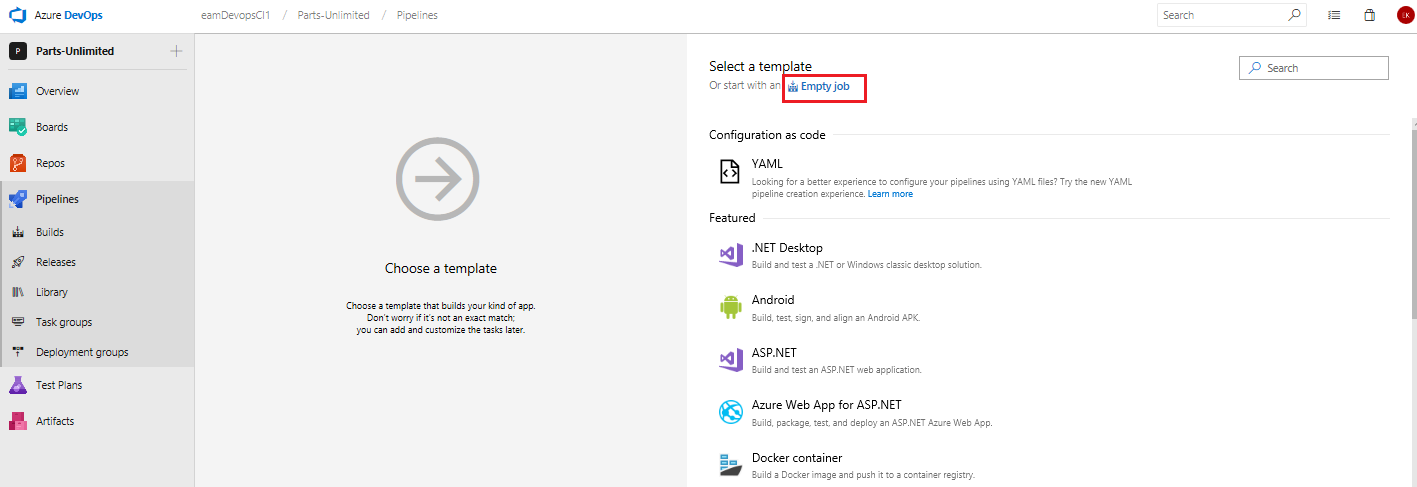 Azure DevOps
eamDevopsCI1 / Parts-Unlimited / Pipelines
Search
EK
P Parts-Unlimited
Overview
Boards
Repos
Pipelines
Builds
Releases
Library
Task groups
Deployment groups
Test Plans
Artifacts
Choose a template
Choose a template that builds your kind of app.
Don't worry if it's not an exact match;
you can add and customize the tasks later.
Select a template
Or start with an Empty job
Search
Configuration as code
YAML
Looking for a better experience to configure your pipelines using YAML files? Try the new YAML
pipeline creation experience. Learn more
Featured
.NET Desktop
Build and test a .NET or Windows classic desktop solution.
Android
Build, test, sign, and align an Android APK.
ASP.NET
Build and test an ASP.NET web application.
Azure Web App for ASP.NET
Build, package, test, and deploy an ASP.NET Azure Web App.
Docker container
Build a Docker image and push it to a container registry.